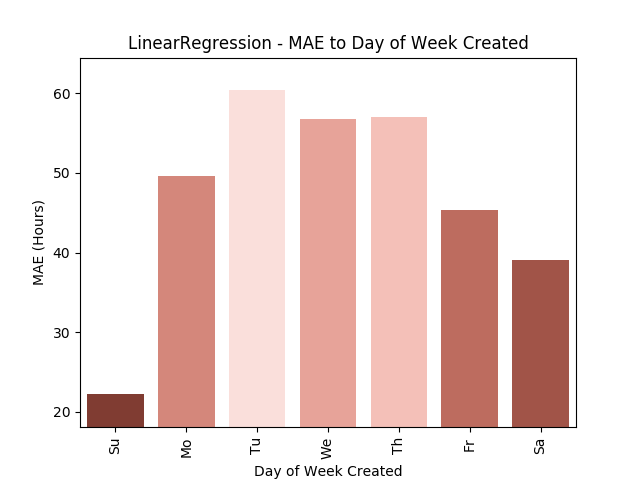 LinearRegression - MAE to Day of Week Created
MAE (Hours)
60
50
40
30
20
Su
Mo
Tu
We
Th
Fr
Sa
Day of Week Created